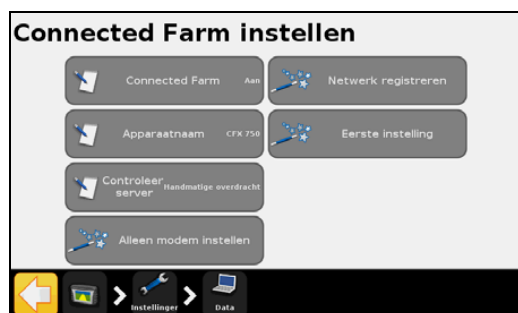 Connected Farm instellen
Connected Farm Aan
Netwerk registreren
Apparaatnaam CFX 750
Eerste instelling
Controleer server Handmatige overdracht
Alleen modem instellen
Instellinger
Data